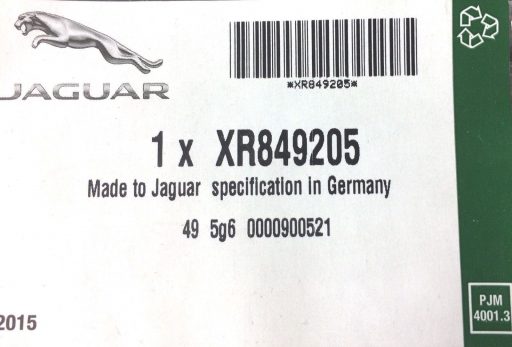 JAGUAR
*XR849205*
1 x XR849205
Made to Jaguar specification in Germany
49 5g6 0000900521
2015
PJM
4001.3